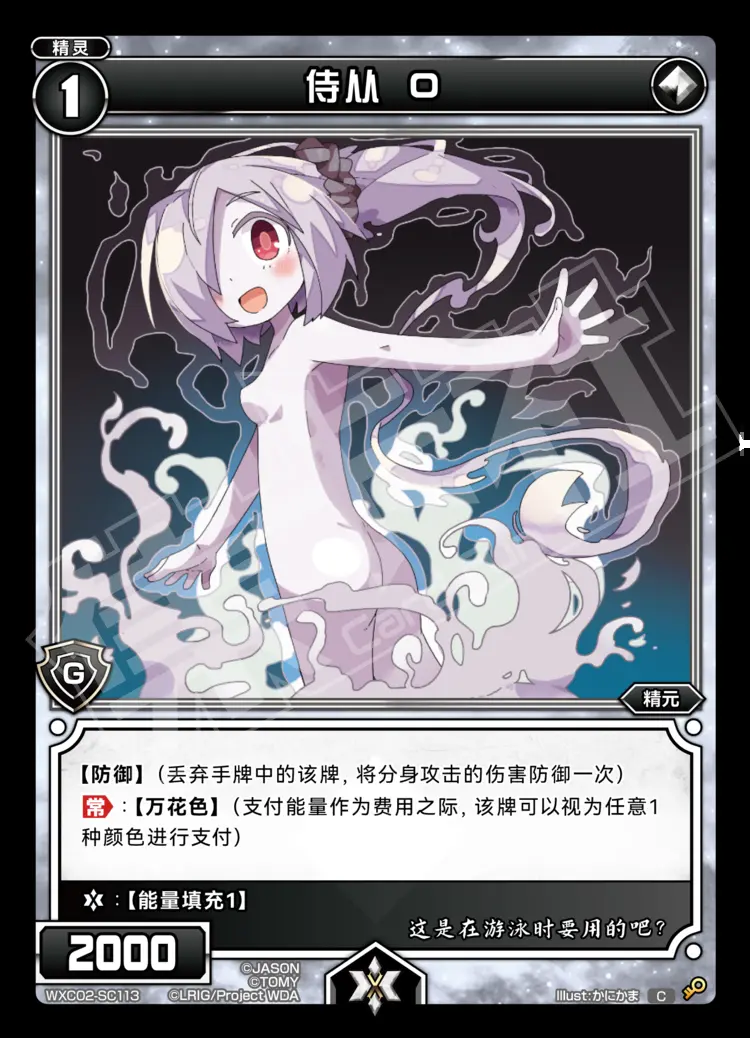 精灵
1
侍从 O
G
精元
【防御】（丢弃手牌中的该牌, 将分身攻击的伤害防御一次）
常：【万花色】（支付能量作为费用之际, 该牌可以视为任意1
种颜色进行支付）
：【能量填充1】
这是在游泳时要用的吧?
2000
©JASON
©TOMY
WXC02-SC113 ©LRIG/Project WDA
Illust:かにかま C